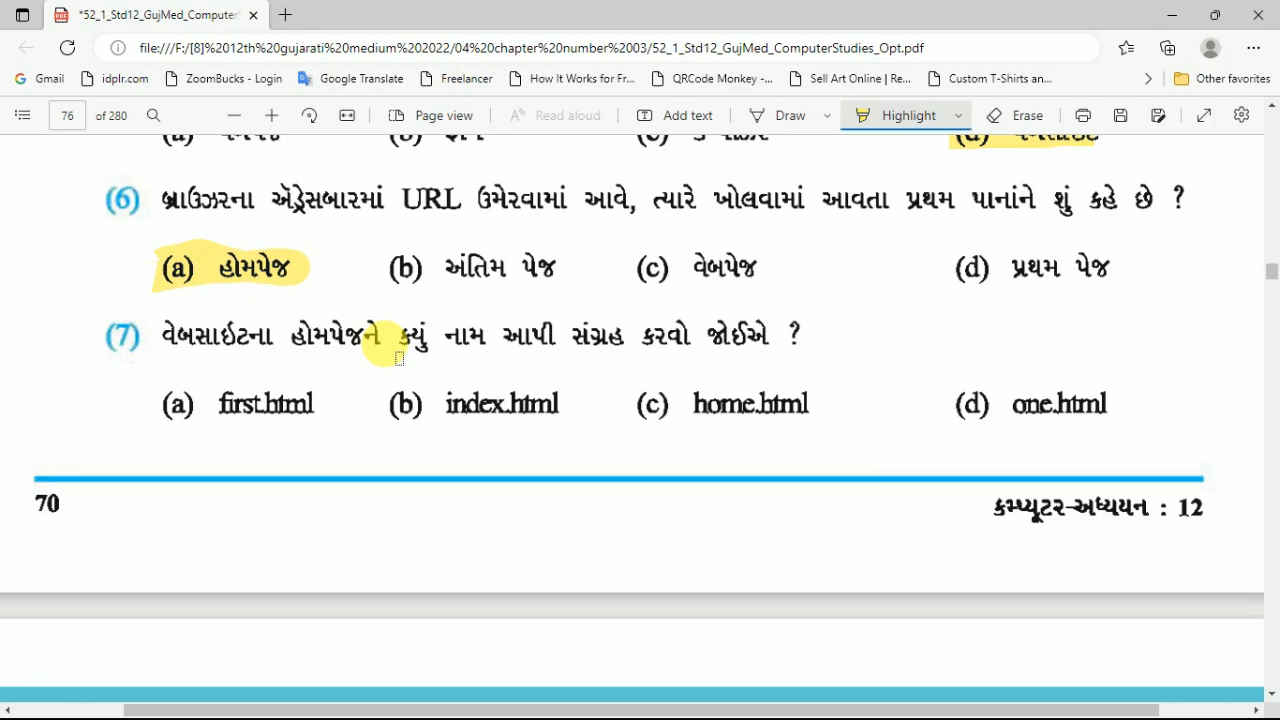 *52_1_Std12_GujMed_Computer
file:///F:/[8]%2012th%20gujarati%20medium%202022/04%20chapter%20number%2003/52_1_Std12_GujMed_ComputerStudies_Opt.pdf
Gmail idplr.com ZoomBucks - Login Google Translate Freelancer How It Works for Fr... QRCode Monkey -... Sell Art Online | Re... Custom T-Shirts an... Other favorites
76 of 280 Page view Read aloud Add text Draw Highlight Erase
(6) બ્રાઉઝરના ઍડ્રેસબારમાં URL ઉમેરવામાં આવે, ત્યારે ખોલવામાં આવતા પ્રથમ પાનાંને શું કહે છે ?
(a) હોમપેજ (b) અંતિમ પેજ (c) વેબપેજ (d) પ્રથમ પેજ
(7) વેબસાઇટના હોમપેજને ક્યું નામ આપી સંગ્રહ કરવો જોઈએ ?
(a) first.html (b) index.html (c) home.html (d) one.html
70 કમ્પ્યૂટર-અધ્યયન : 12